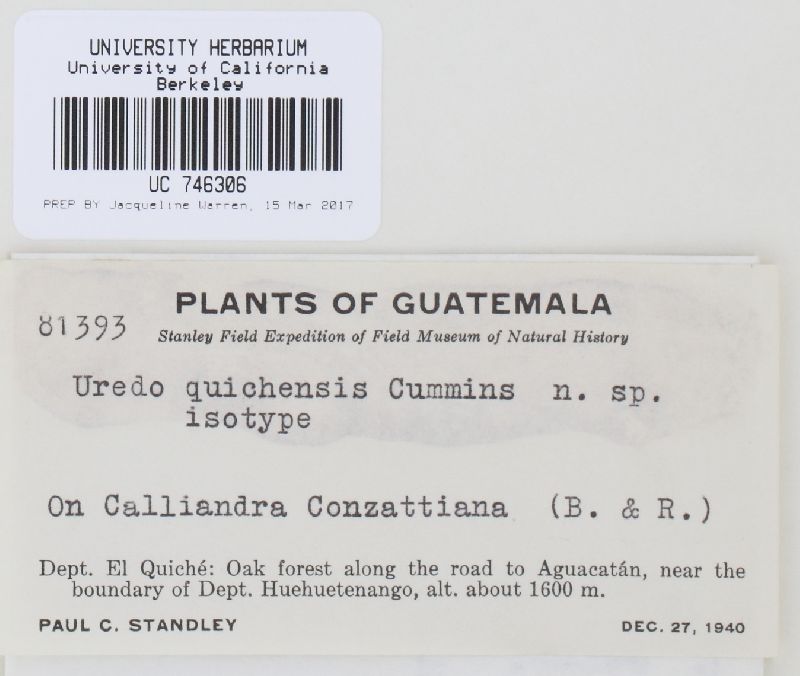 UNIVERSITY HERBARIUM
University of California
Berkeley
UC 746306
PREP BY Jacqueline Warren, 15 Mar 2017
PLANTS OF GUATEMALA
81393
Stanley Field Expedition of Field Museum of Natural History
Uredo quichensis Cummins n. sp.
isotype
On Calliandra Conzattiana (B. & R.)
Dept. El Quiché: Oak forest along the road to Aguacatán, near the
boundary of Dept. Huehuetenango, alt. about 1600 m.
PAUL C. STANDLEY DEC. 27, 1940